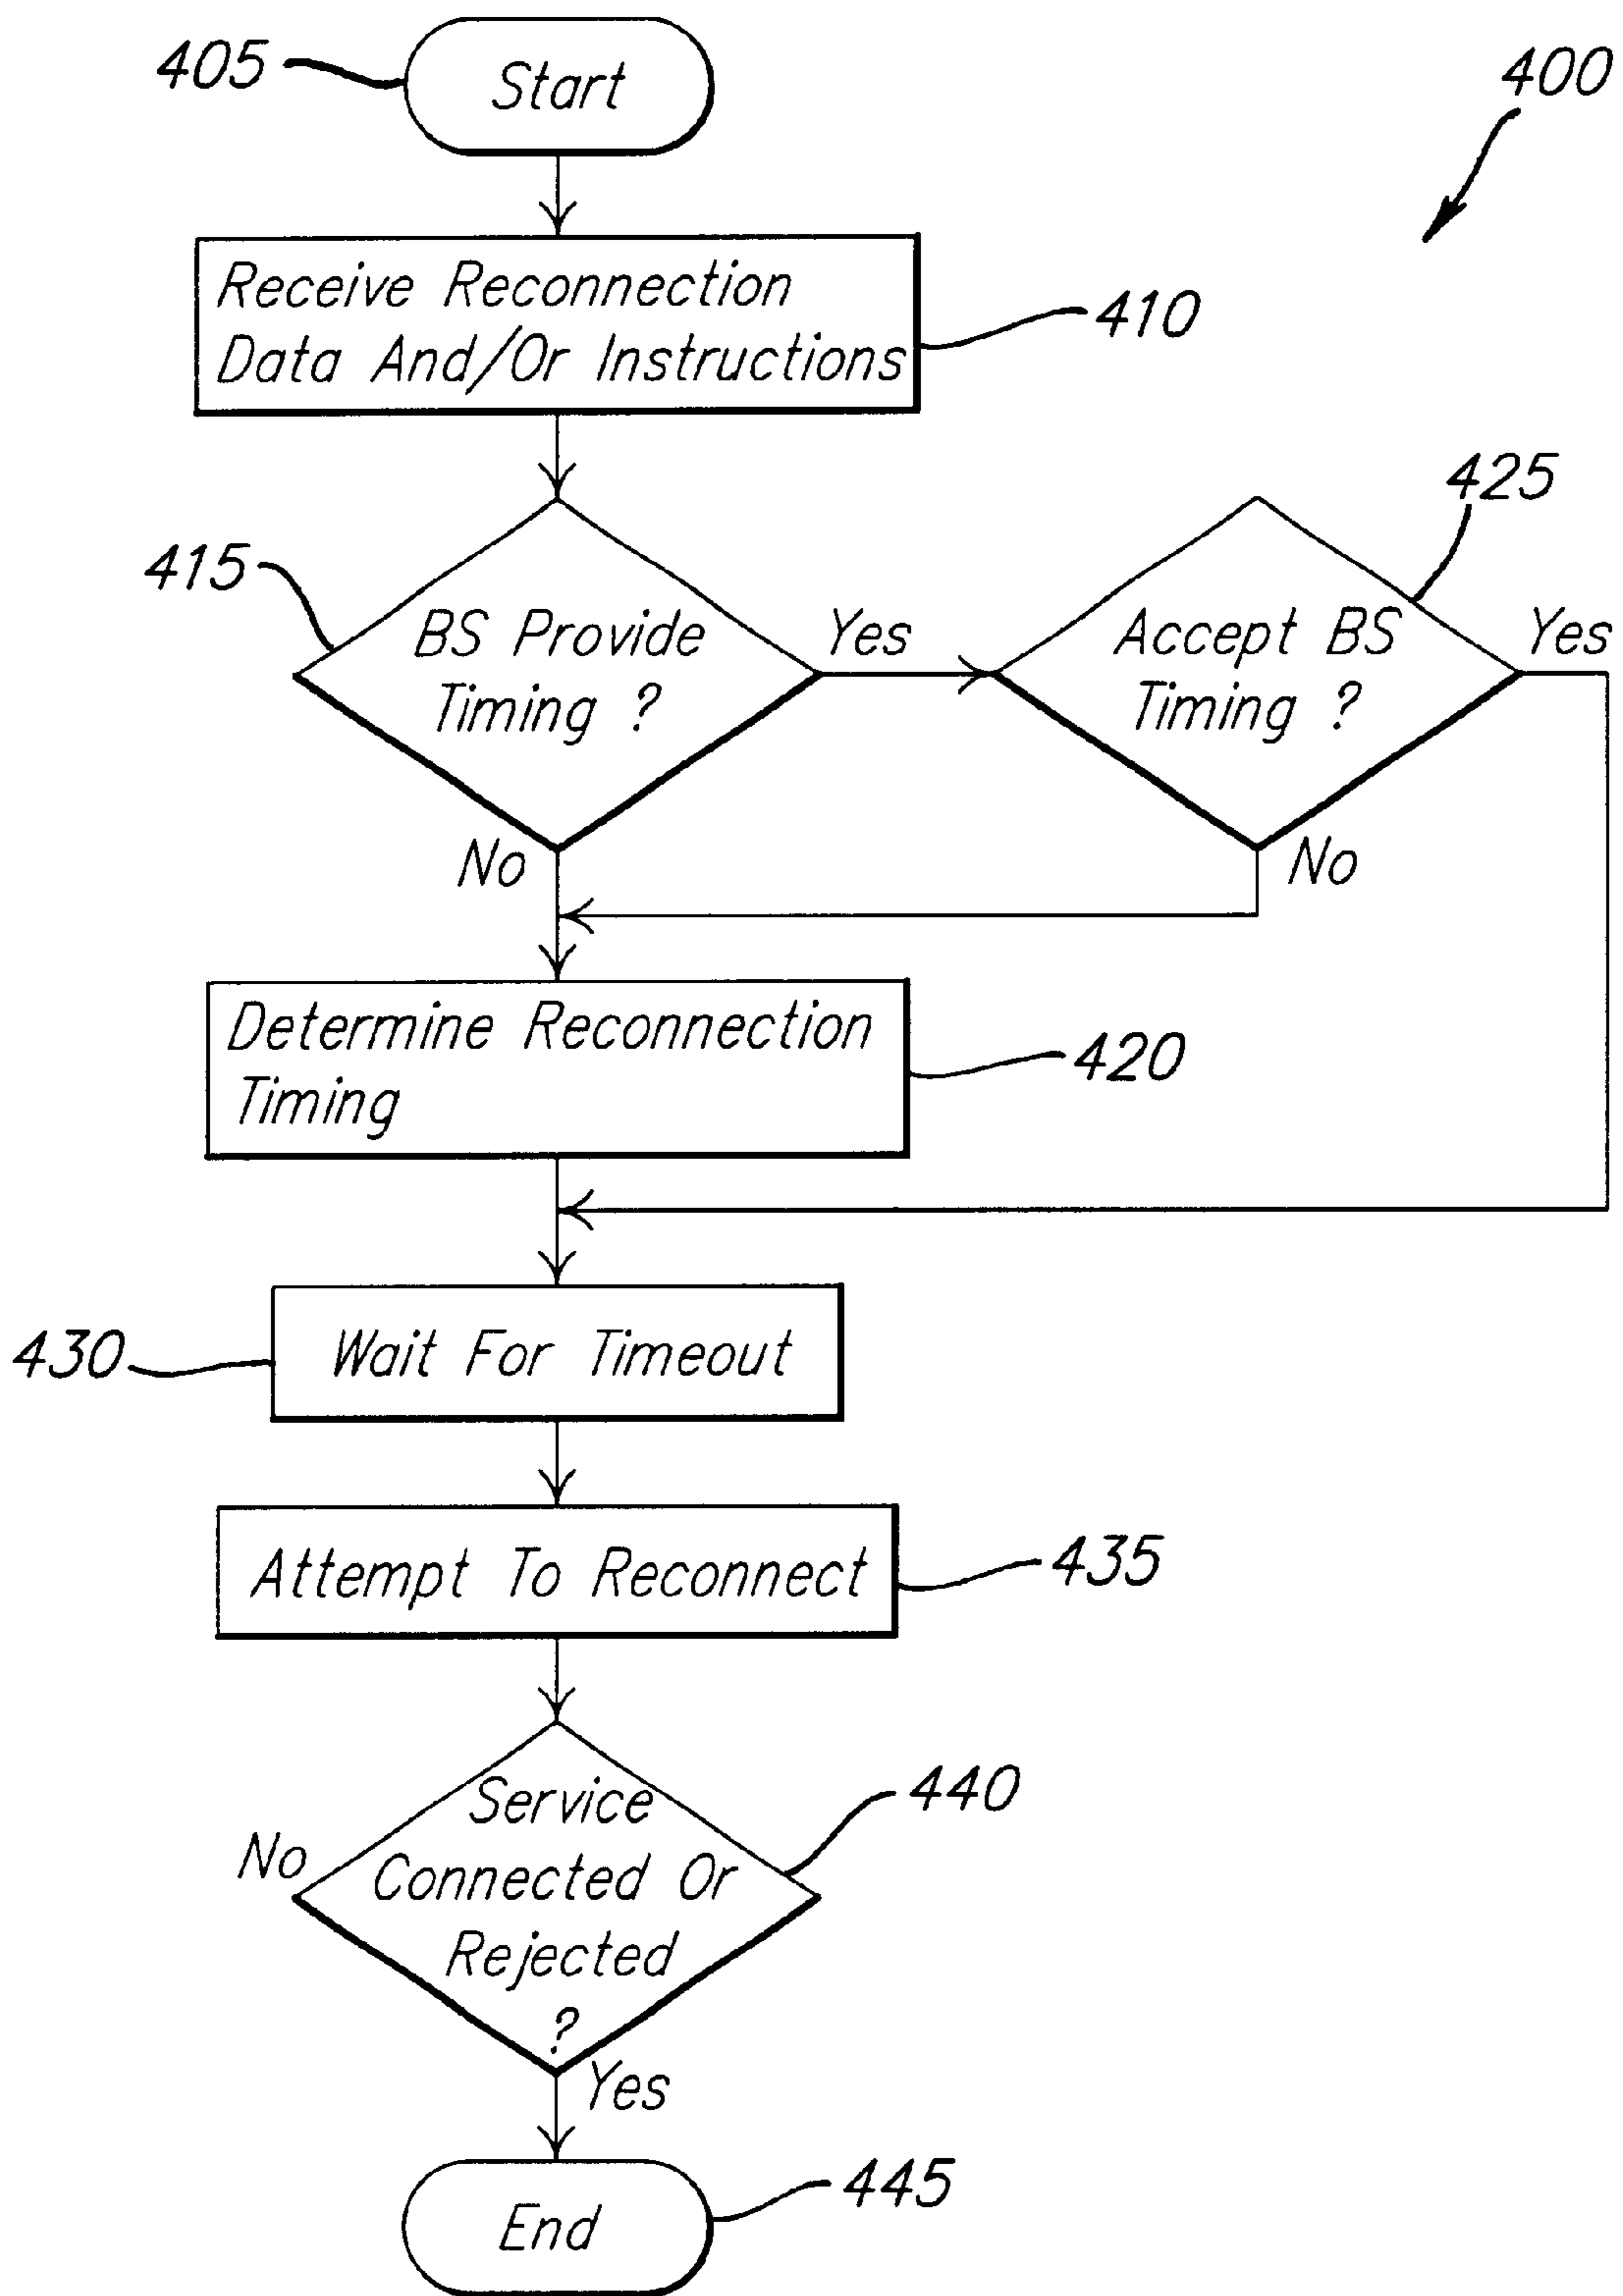 405
Start
400
Receive Reconnection
Data And/Or Instructions
410
415
BS Provide
Timing ?
Yes
No
425
Accept BS
Timing ?
Yes
No
Determine Reconnection
Timing
420
430
Wait For Timeout
Attempt To Reconnect
435
Service
Connected Or
Rejected
?
440
No
Yes
End
445